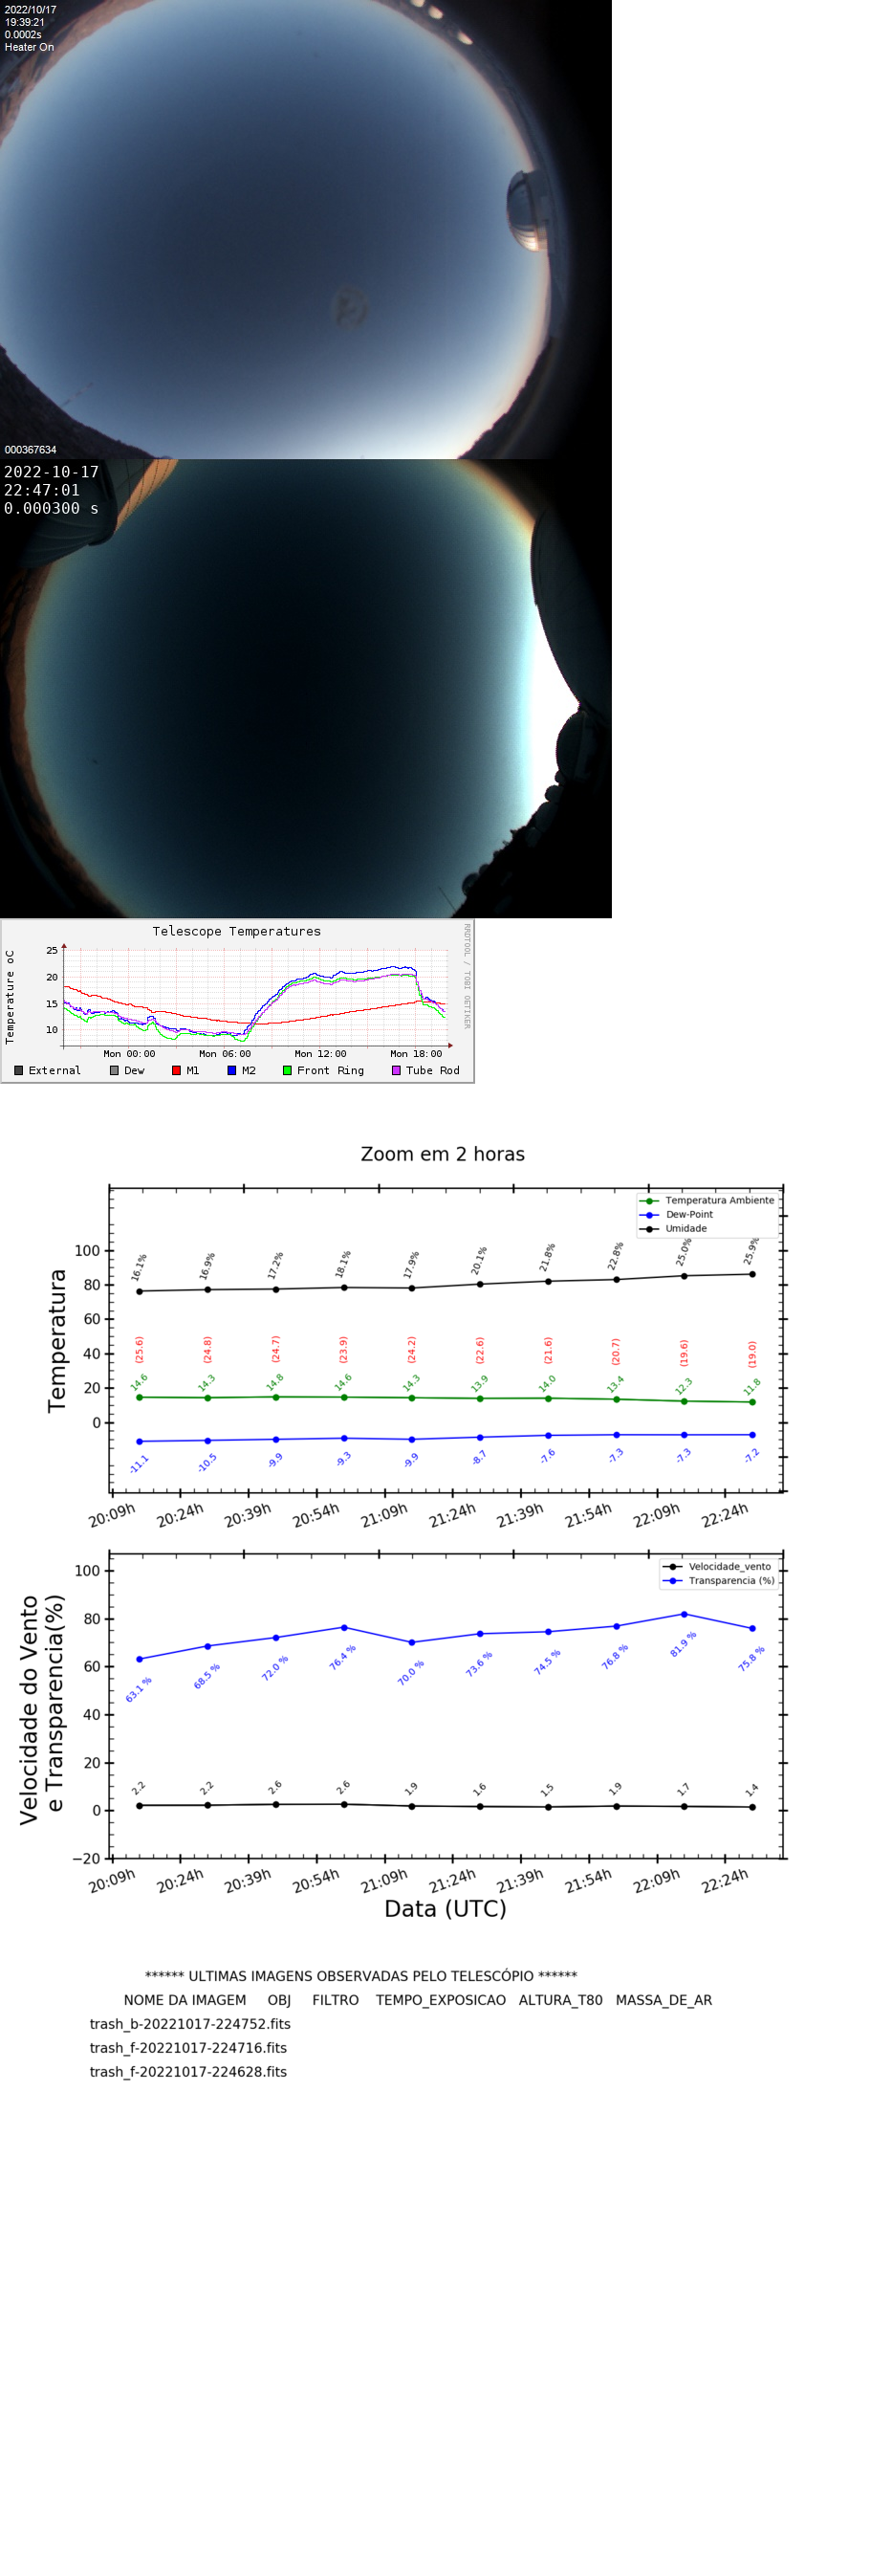 2022/10/17
19:39:21
0.0002s
Heater On
000367634
2022-10-17
22:47:01
0.000300 s
Telescope Temperatures
RRDTOOL / TOBI OETIKER
Temperature oC
25
20
15
10
Mon 00:00 Mon 06:00 Mon 12:00 Mon 18:00
External Dew M1 M2 Front Ring Tube Rod
Zoom em 2 horas
Temperatura Ambiente
Dew-Point
Umidade
Temperatura
100
80
60
40
20
0
16.1% 16.9% 17.2% 18.1% 17.9% 20.1% 21.8% 22.8% 25.0% 25.9%
(25.6) (24.8) (24.7) (23.9) (24.2) (22.6) (21.6) (20.7) (19.6) (19.0)
14.6 14.3 14.8 14.6 14.3 13.9 14.0 13.4 12.3 11.8
-11.1 -10.5 -9.9 -9.3 -9.9 -8.7 -7.6 -7.3 -7.3 -7.2
20:09h 20:24h 20:39h 20:54h 21:09h 21:24h 21:39h 21:54h 22:09h 22:24h
Velocidade_vento
Transparencia (%)
Velocidade do Vento
e Transparencia(%)
100
80
60
40
20
0
−20
63.1 % 68.5 % 72.0 % 76.4 % 70.0 % 73.6 % 74.5 % 76.8 % 81.9 % 75.8 %
2.2 2.2 2.6 2.6 1.9 1.6 1.5 1.9 1.7 1.4
20:09h 20:24h 20:39h 20:54h 21:09h 21:24h 21:39h 21:54h 22:09h 22:24h
Data (UTC)
****** ULTIMAS IMAGENS OBSERVADAS PELO TELESCÓPIO ******
NOME DA IMAGEM OBJ FILTRO TEMPO_EXPOSICAO ALTURA_T80 MASSA_DE_AR
trash_b-20221017-224752.fits
trash_f-20221017-224716.fits
trash_f-20221017-224628.fits